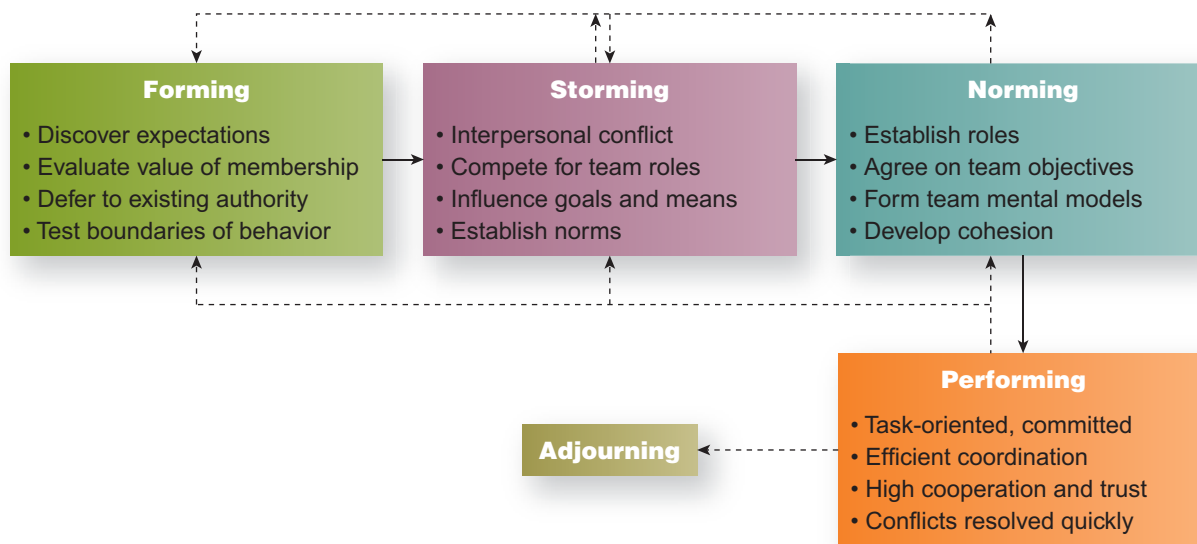 Forming
• Discover expectations
• Evaluate value of membership
• Defer to existing authority
• Test boundaries of behavior
Storming
• Interpersonal conflict
• Compete for team roles
• Influence goals and means
• Establish norms
Norming
• Establish roles
• Agree on team objectives
• Form team mental models
• Develop cohesion
Performing
• Task-oriented, committed
• Efficient coordination
• High cooperation and trust
• Conflicts resolved quickly
Adjourning